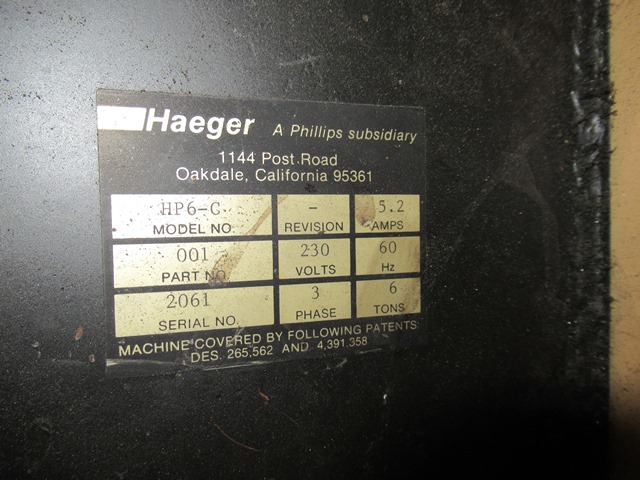 Haeger A Phillips subsidiary
1144 Post Road
Oakdale, California 95361
HP6-C - 5.2
MODEL NO. REVISION AMPS
001 230 60
PART NO. VOLTS Hz
2061 3 6
SERIAL NO. PHASE TONS
MACHINE COVERED BY FOLLOWING PATENTS
DES. 265,562 AND 4,391,358